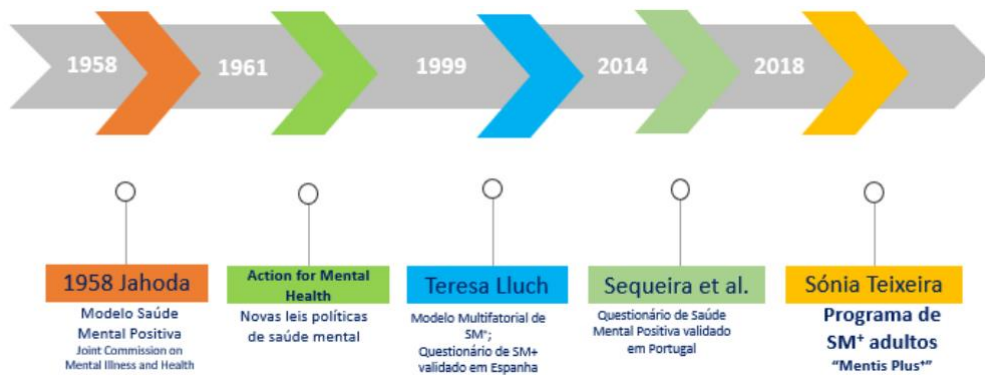 1958
1961
1999
2014
2018
1958 Jahoda
Modelo Saúde
Mental Positiva
Joint Commission on
Mental Illness and Health
Action for Mental
Health
Novas leis políticas
de saúde mental
Teresa Lluch
Modelo Multifatorial de
SM⁺;
Questionário de SM+
validado em Espanha
Sequeira et al.
Questionário de Saúde
Mental Positiva validado
em Portugal
Sónia Teixeira
Programa de
SM⁺ adultos
“Mentis Plus⁺”